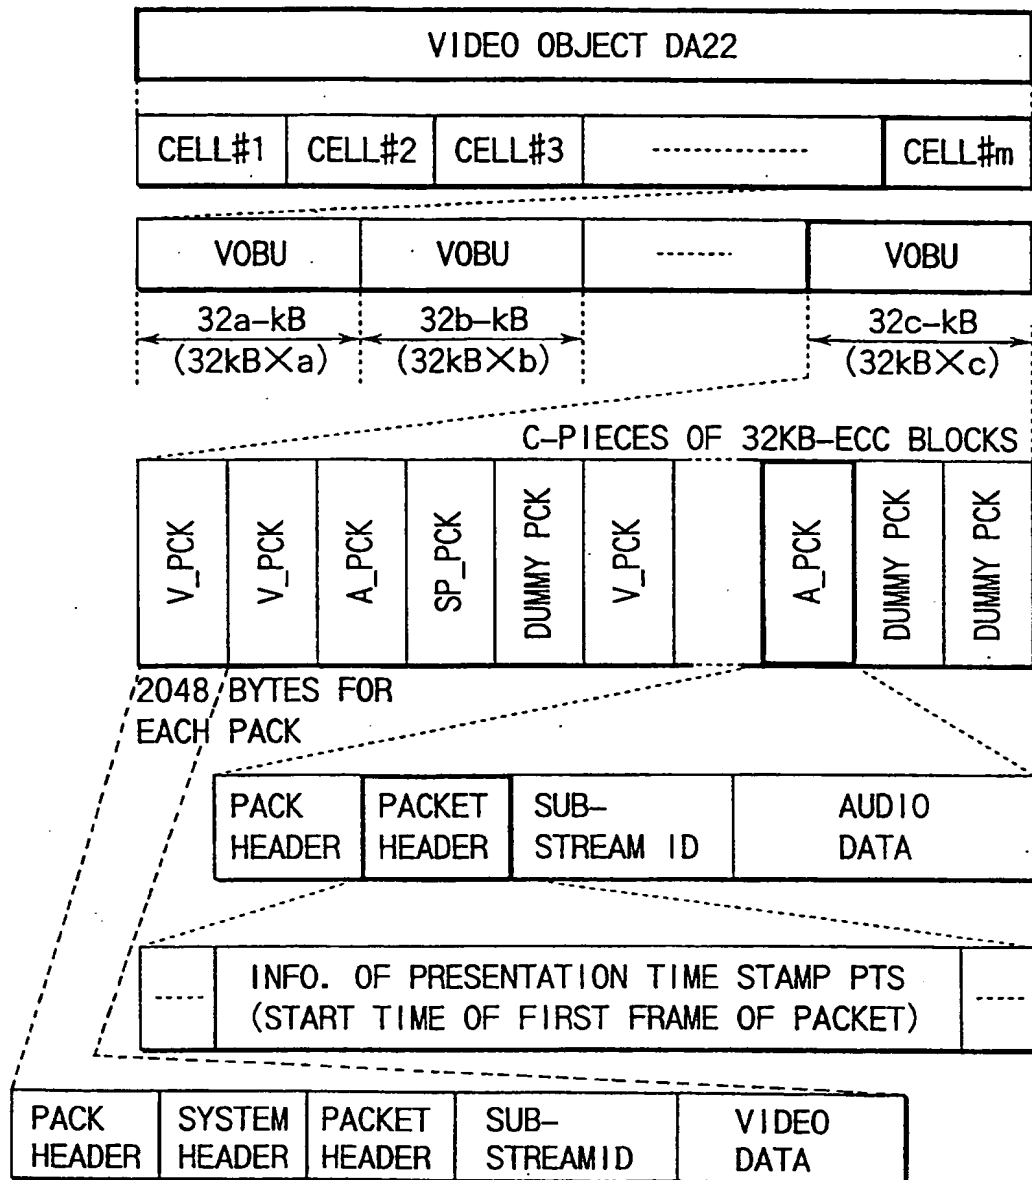 VIDEO OBJECT DA22
CELL#1 CELL#2 CELL#3 CELL#m
VOBU VOBU VOBU
32a-kB 32b-kB 32c-kB
(32kB×a) (32kB×b) (32kB×c)
C-PIECES OF 32KB-ECC BLOCKS
V_PCK V_PCK A_PCK SP_PCK DUMMY PCK V_PCK A_PCK DUMMY PCK DUMMY PCK
2048 BYTES FOR
EACH PACK
PACK PACKET SUB- AUDIO
HEADER HEADER STREAM ID DATA
INFO. OF PRESENTATION TIME STAMP PTS
(START TIME OF FIRST FRAME OF PACKET)
PACK SYSTEM PACKET SUB- VIDEO
HEADER HEADER HEADER STREAMID DATA